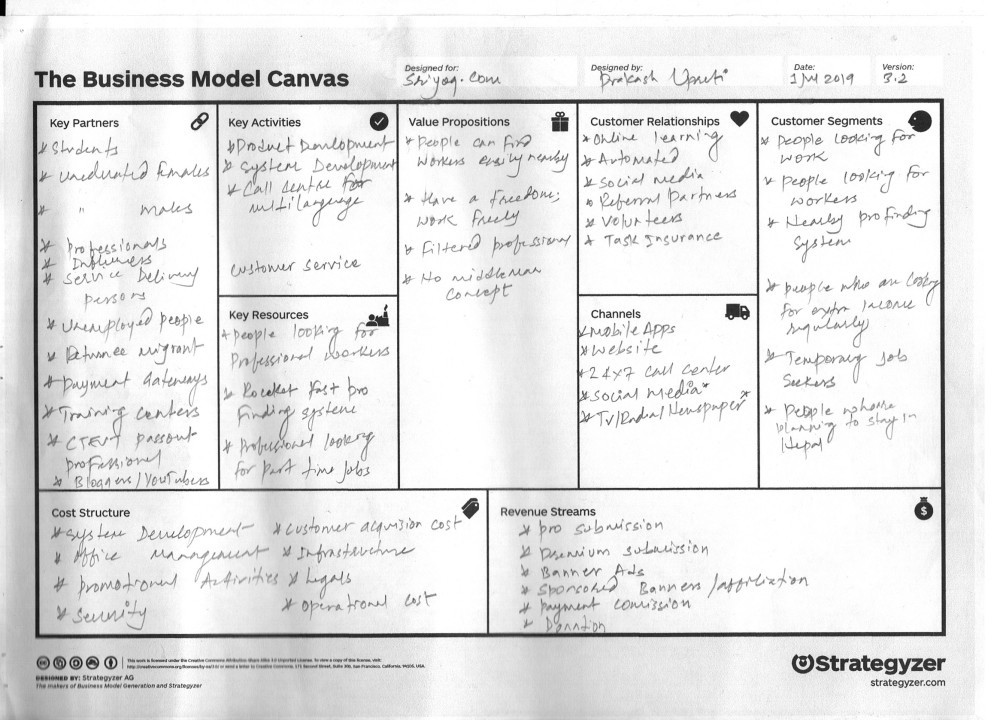 The Business Model Canvas
Designed for:
Sriyog.com
Designed by:
Prakash Upreti
Date:
1 Jul 2019
Version:
3.2
Key Partners
* Students
* Uneducated females
* " males
* Professionals
* Influners
* Service Delivery
persons
* Unemployed people
* Returnee migrant
* Payment Gateways
* Training centers
* CTEVT passout
professional
* Bloggers/YouTubers
Key Activities
* Product Development
* System Development
* Call centre for
multilanguage
Customer service
Key Resources
* People looking for
Professional workers
* Rocket fast pro
Finding system
* Professional looking
for part time jobs
Value Propositions
* People can find
workers easily nearby
* Have a freedom;
work freely
* Filtered professional
* No middleman
concept
Customer Relationships
* Online learning
* Automated
* Social media
* Referral Partners
* Volunteers
* Task Insurance
Channels
* Mobile Apps
* Website
* 24x7 Call Center
* Social media*
* Tv/Radio/Newspaper*
Customer Segments
* People looking for
work
* People looking for
workers
* Nearby pro finding
system
* people who are looking
for extra income
regularly
* Temporary job
seekers
* People
planning to stay in
Nepal
Cost Structure
* System Development
* Office Management
* Promotional Activities
* Security
* Customer acquision cost
* Infrastructure
* Legals
* Operational cost
Revenue Streams
* pro submission
* Premium submission
* Banner Ads
* Sponsored Banners/affiliation
* payment comission
* Donation
This work is licensed under the Creative Commons Attribution-Share Alike 3.0 Unported License. To view a copy of this license, visit:
http://creativecommons.org/licenses/by-sa/3.0/ or send a letter to Creative Commons, 171 Second Street, Suite 300, San Francisco, California, 94105, USA.
DESIGNED BY: Strategyzer AG
The makers of Business Model Generation and Strategyzer
Strategyzer
strategyzer.com